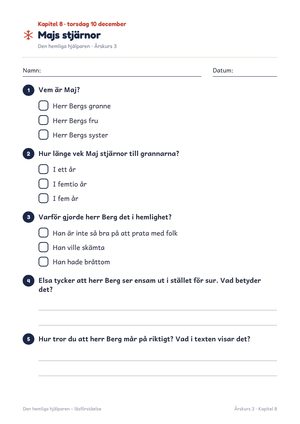 Kapitel 8 · torsdag 10 december
Majs stjärnor
Den hemliga hjälparen · Årskurs 3
Namn: Datum:
1 Vem är Maj?
Herr Bergs granne
Herr Bergs fru
Herr Bergs syster
2 Hur länge vek Maj stjärnor till grannarna?
I ett år
I femtio år
I fem år
3 Varför gjorde herr Berg det i hemlighet?
Han är inte så bra på att prata med folk
Han ville skämta
Han hade bråttom
4 Elsa tycker att herr Berg ser ensam ut i stället för sur. Vad betyder
det?
5 Hur tror du att herr Berg mår på riktigt? Vad i texten visar det?
Den hemliga hjälparen – läsförståelse Årskurs 3 · Kapitel 8